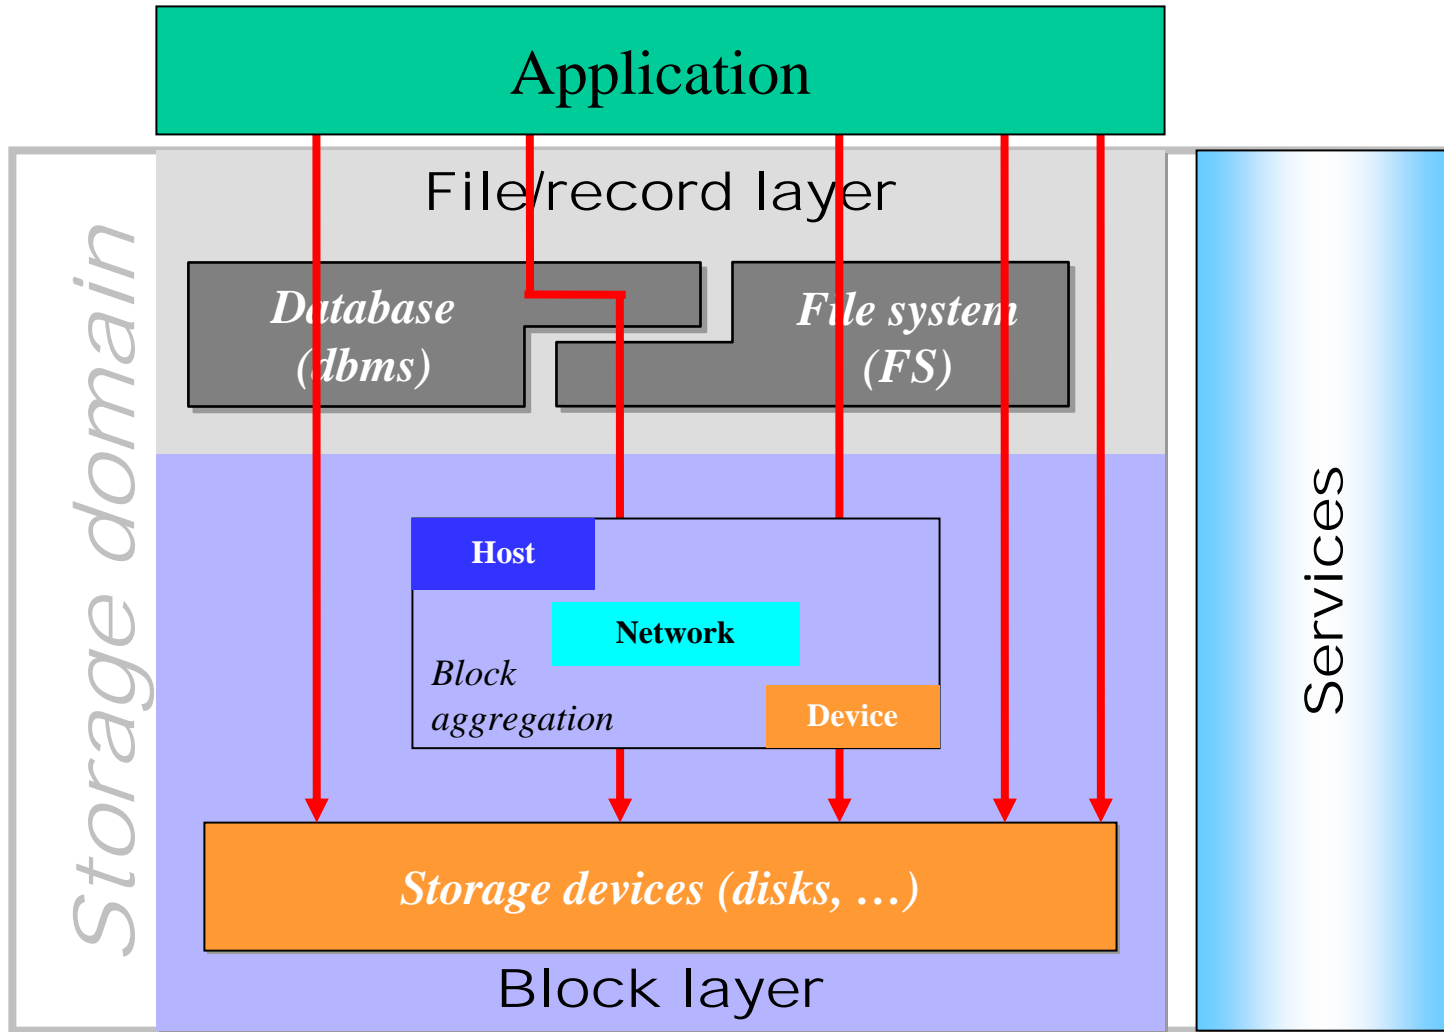 Application
File/record layer
Database
(dbms)
File system
(FS)
Storage domain
Host
Network
Block
aggregation
Device
Storage devices (disks, …)
Block layer
Services